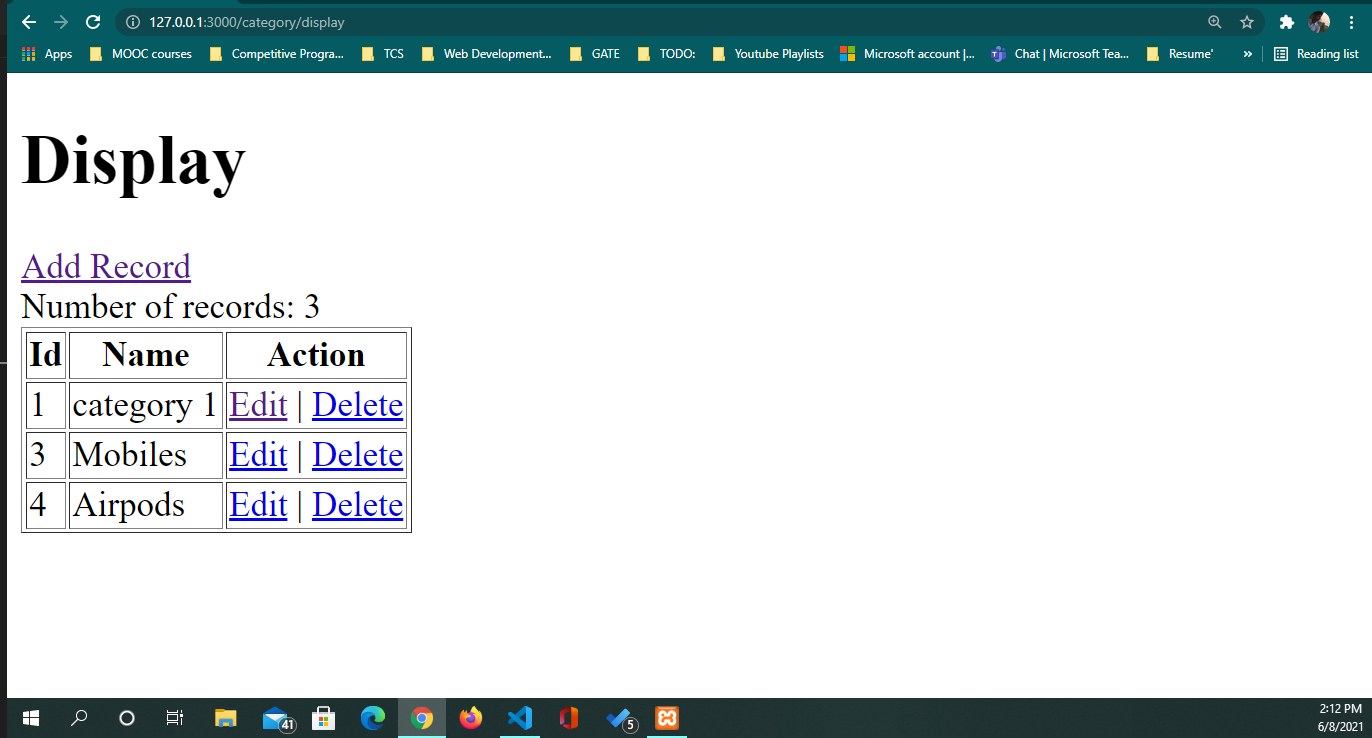 127.0.0.1:3000/category/display
Apps MOOC courses Competitive Progra... TCS Web Development... GATE TODO: Youtube Playlists Microsoft account |... Chat | Microsoft Tea... Resume' » Reading list
Display
Add Record
Number of records: 3
Id Name Action
1 category 1 Edit | Delete
3 Mobiles Edit | Delete
4 Airpods Edit | Delete
41 5 2:12 PM
6/8/2021